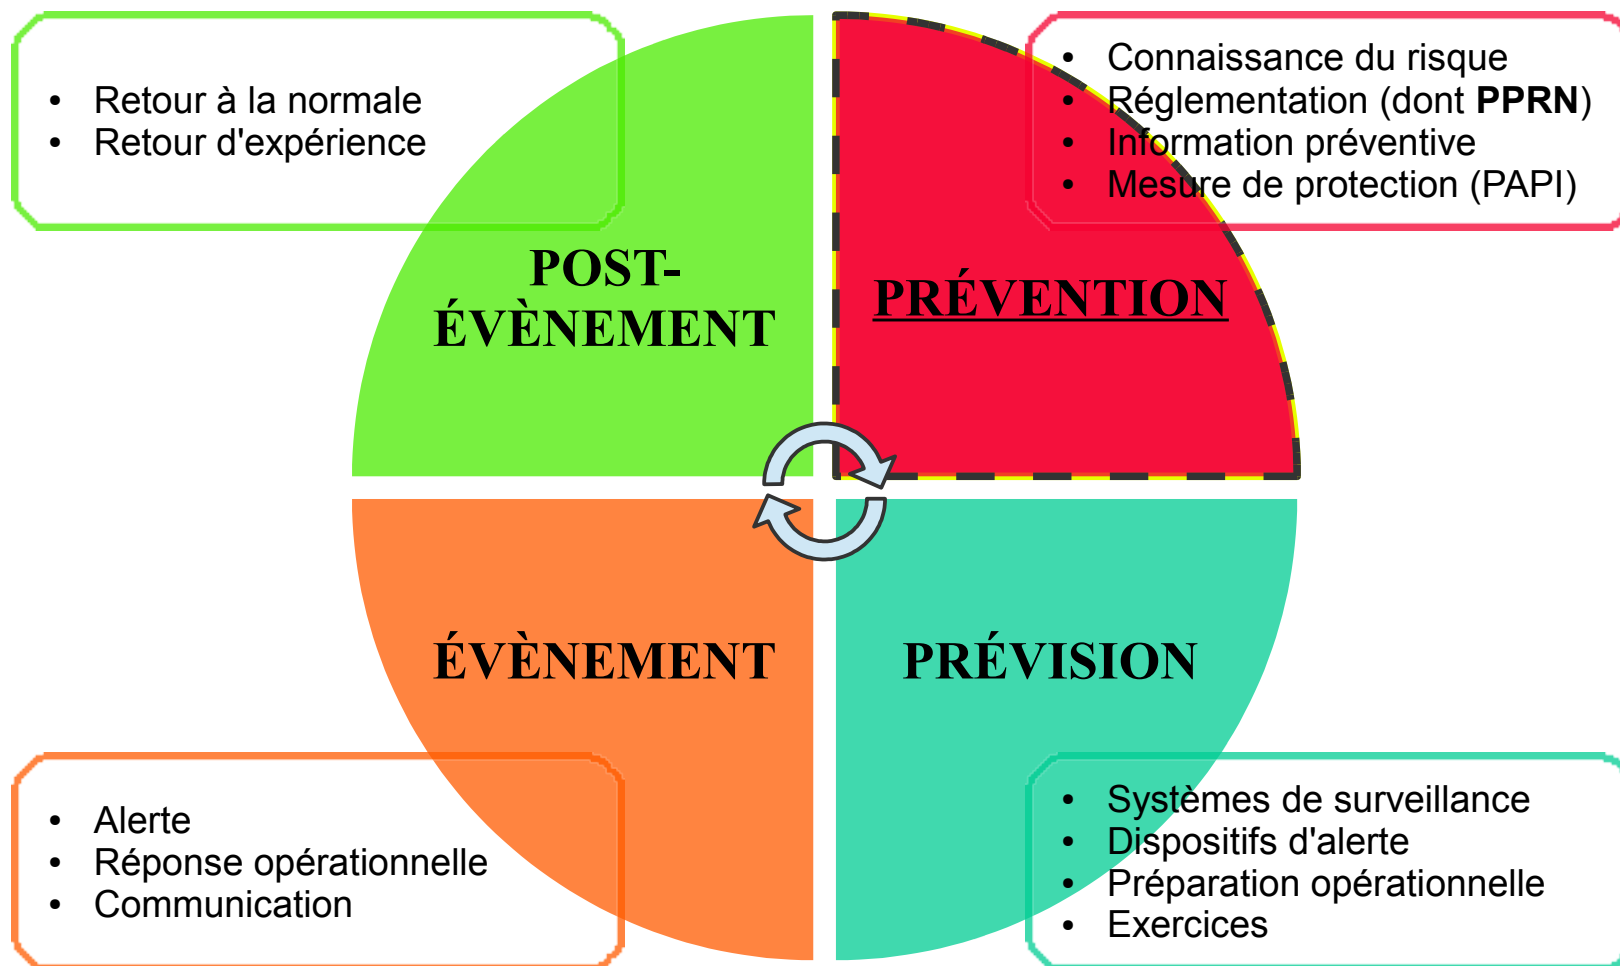 • Retour à la normale
• Retour d'expérience
• Connaissance du risque
• Réglementation (dont PPRN)
• Information préventive
• Mesure de protection (PAPI)
POST-
ÉVÈNEMENT
PRÉVENTION
ÉVÈNEMENT
PRÉVISION
• Alerte
• Réponse opérationnelle
• Communication
• Systèmes de surveillance
• Dispositifs d'alerte
• Préparation opérationnelle
• Exercices